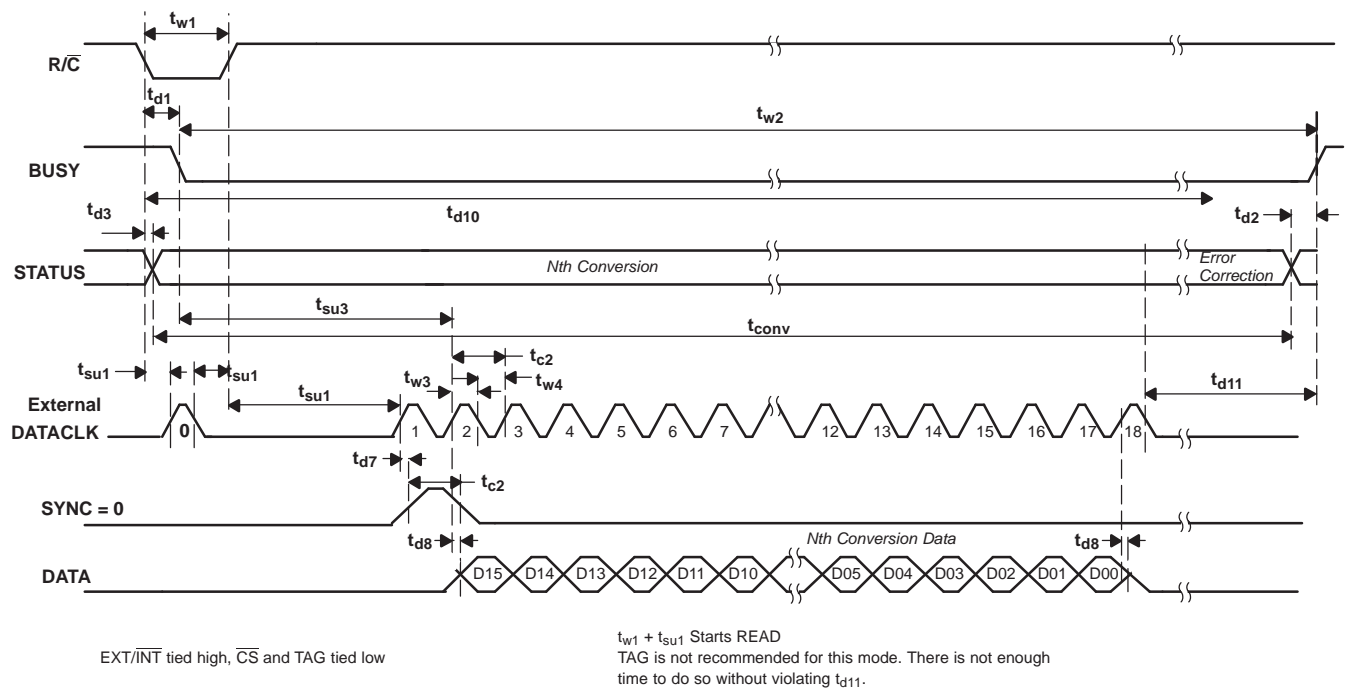 tw1
R/C
td1
tw2
BUSY
td3
td10
td2
STATUS
Nth Conversion
Error
Correction
tsu3
tconv
tc2
tsu1
tsu1
tw3
tw4
td11
External
tsu1
DATACLK
0 1 2 3 4 5 6 7 12 13 14 15 16 17 18
td7
tc2
SYNC = 0
td8
Nth Conversion Data
td8
DATA
D15 D14 D13 D12 D11 D10 D05 D04 D03 D02 D01 D00
EXT/INT tied high, CS and TAG tied low
tw1 + tsu1 Starts READ
TAG is not recommended for this mode. There is not enough
time to do so without violating td11.